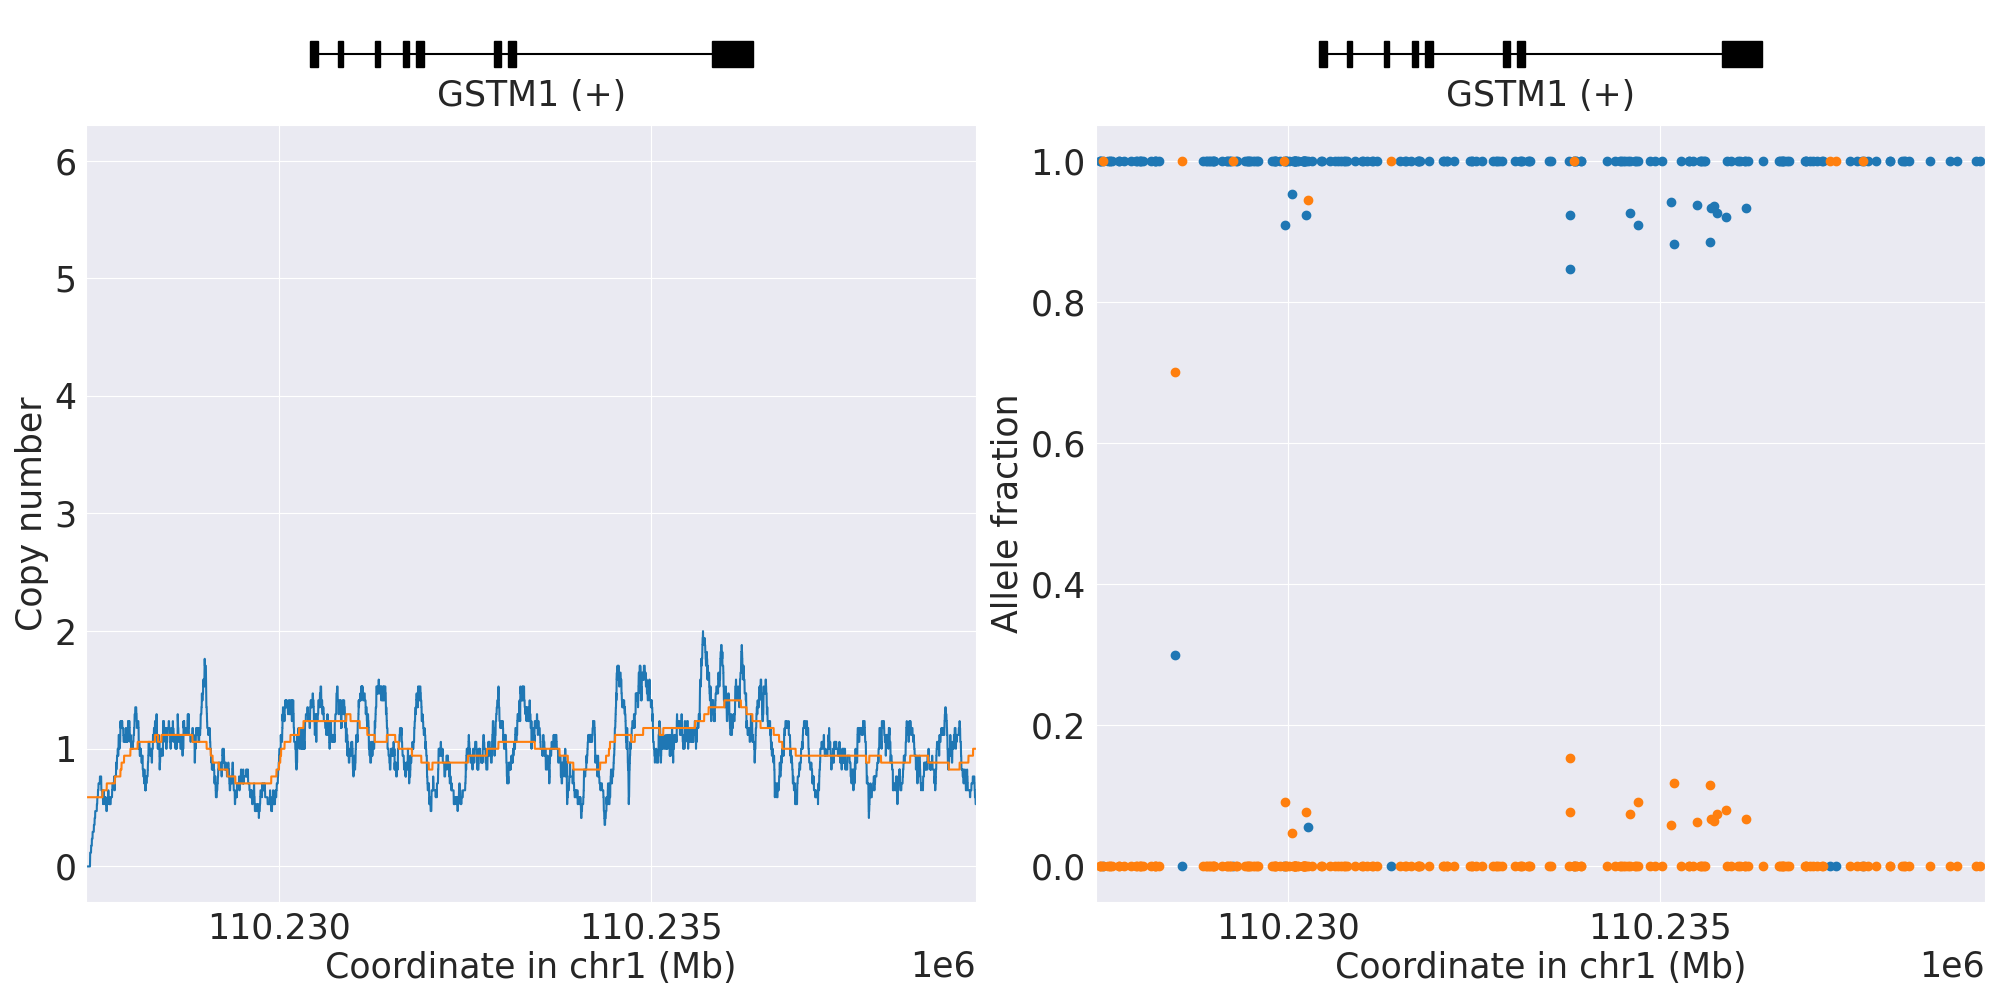 GSTM1 (+)
Copy number
6
5
4
3
2
1
0
110.230
110.235
Coordinate in chr1 (Mb)
1e6
GSTM1 (+)
Allele fraction
1.0
0.8
0.6
0.4
0.2
0.0
110.230
110.235
Coordinate in chr1 (Mb)
1e6